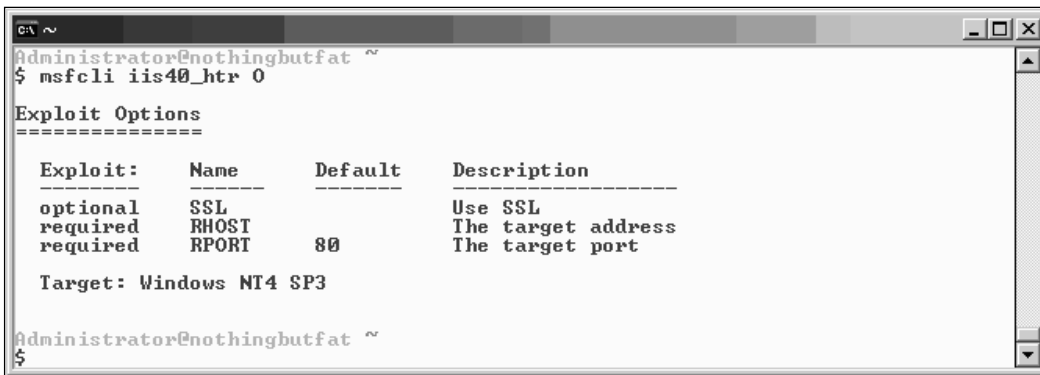 C:\ ~
Administrator@nothingbutfat ~
$ msfcli iis40_htr O
Exploit Options
===============
Exploit: Name Default Description
-------- ------ ------- ------------------
optional SSL Use SSL
required RHOST The target address
required RPORT 80 The target port
Target: Windows NT4 SP3
Administrator@nothingbutfat ~
$